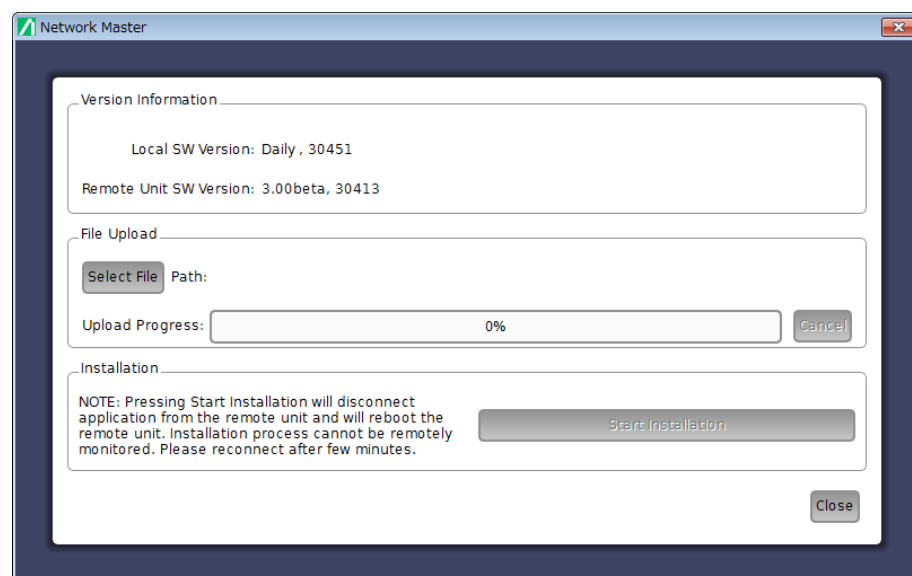 Network Master
Version Information
Local SW Version: Daily , 30451
Remote Unit SW Version: 3.00beta, 30413
File Upload
Select File Path:
Upload Progress: 0% Cancel
Installation
NOTE: Pressing Start Installation will disconnect
application from the remote unit and will reboot the
remote unit. Installation process cannot be remotely
monitored. Please reconnect after few minutes.
Start Installation
Close